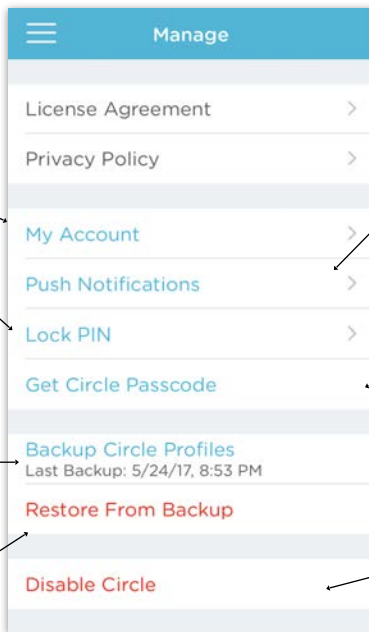 Manage
License Agreement
Privacy Policy
My Account
Push Notifications
Lock PIN
Get Circle Passcode
Backup Circle Profiles
Last Backup: 5/24/17, 8:53 PM
Restore From Backup
Disable Circle